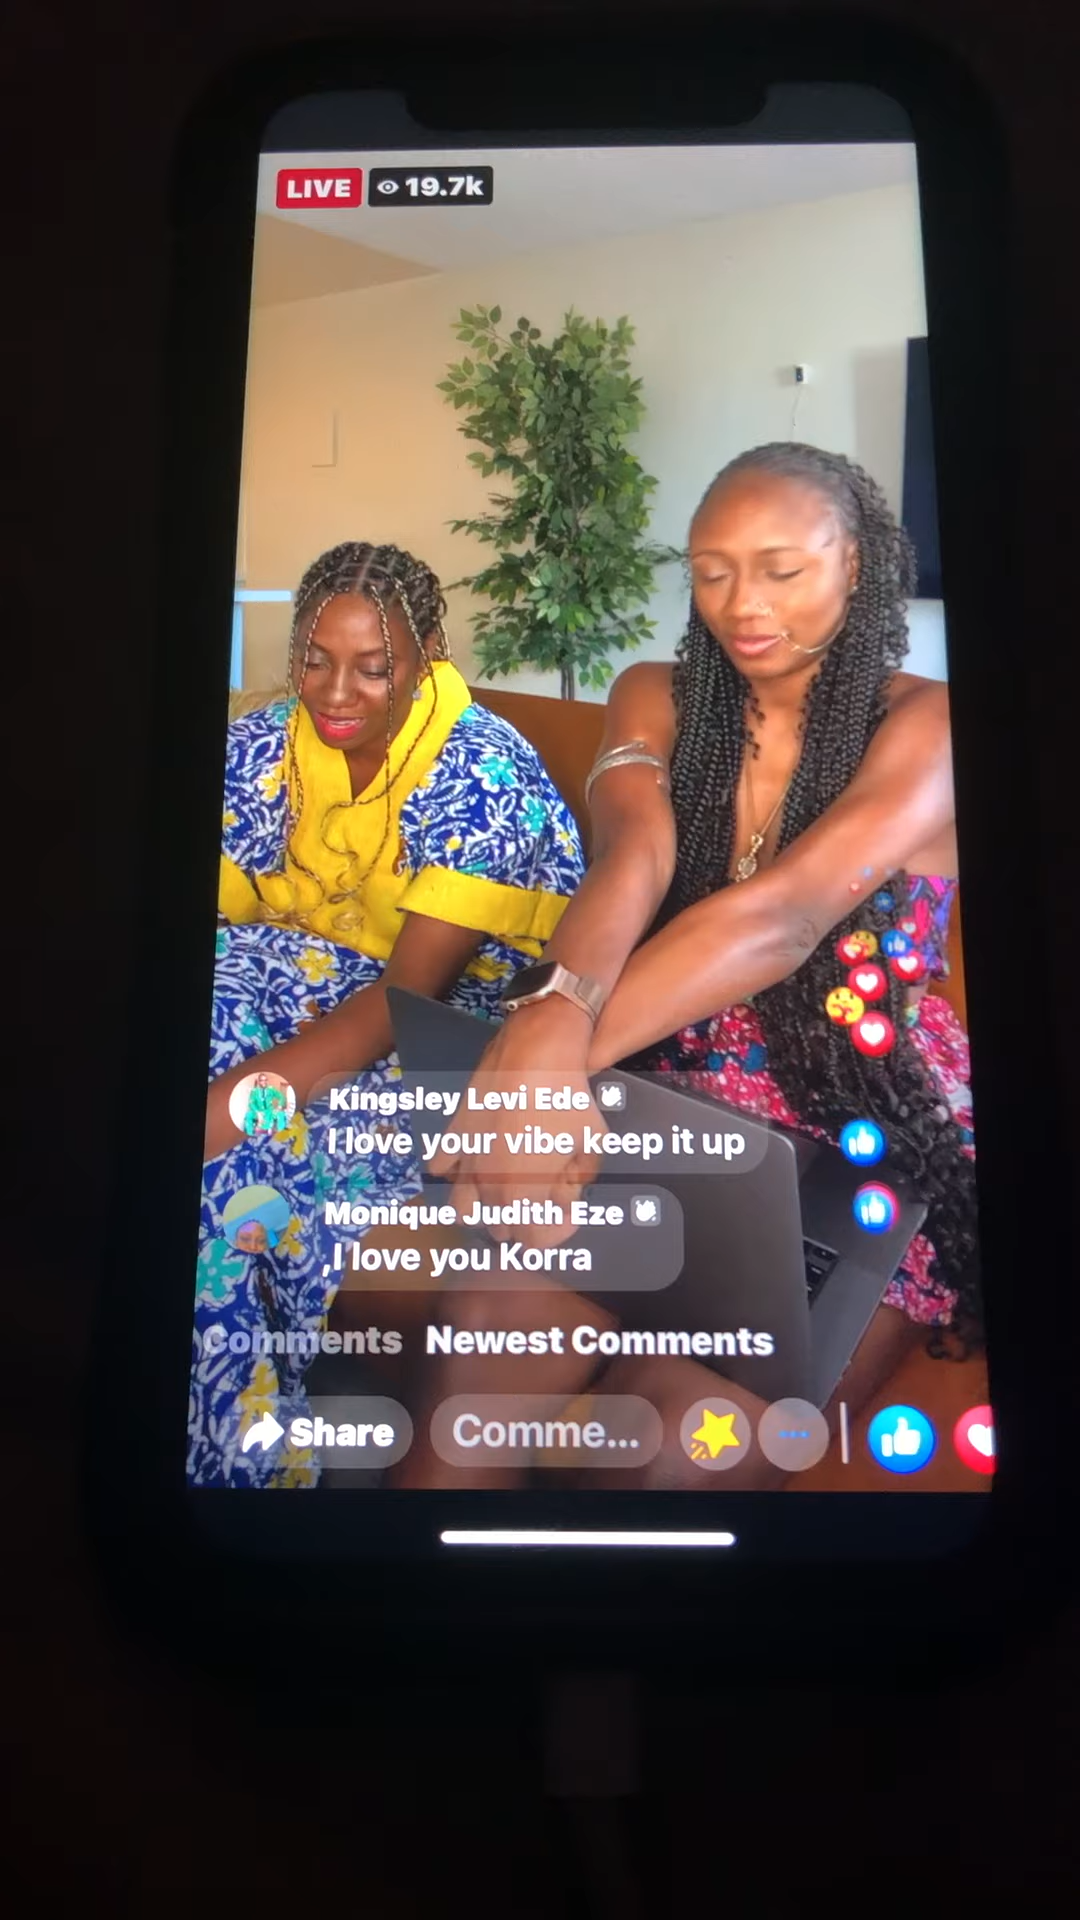 LIVE 19.7k
Kingsley Levi Ede
I love your vibe keep it up
Monique Judith Eze
,I love you Korra
Comments Newest Comments
Share Comme...